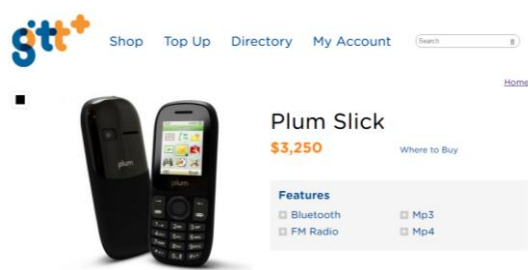 gtt+
Shop Top Up Directory My Account Search
Home
Plum Slick
$3,250 Where to Buy
Features
Bluetooth Mp3
FM Radio Mp4
plum
plum